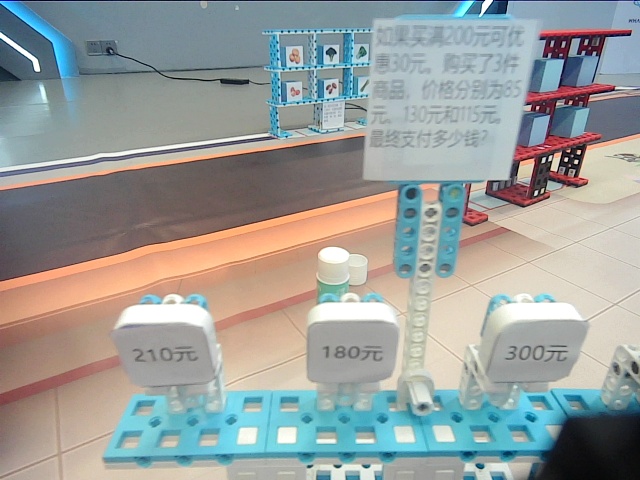 如果买满200元可优
惠30元。购买了3件
商品，价格分别为85
元、130元和115元。
最终支付多少钱?
210元
180元
300元